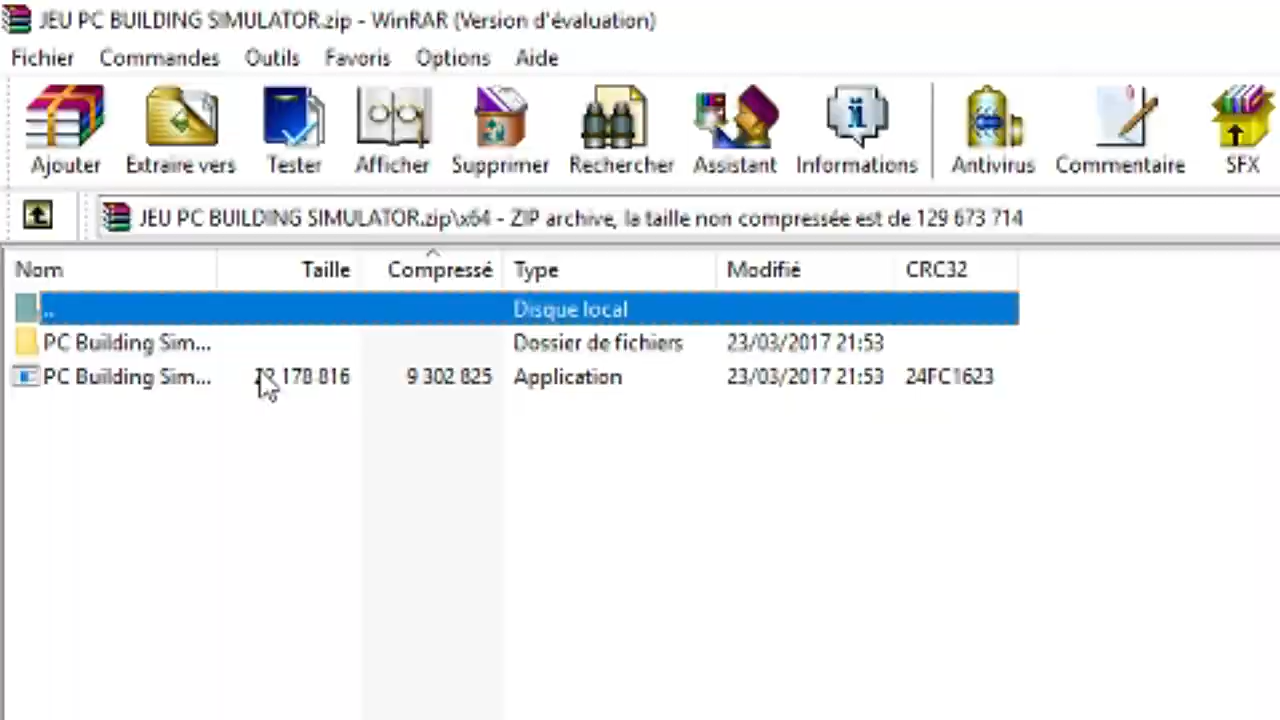 JEU PC BUILDING SIMULATOR.zip - WinRAR (Version d'évaluation)
Fichier Commandes Outils Favoris Options Aide
Ajouter Extraire vers Tester Afficher Supprimer Rechercher Assistant Informations Antivirus Commentaire SFX
JEU PC BUILDING SIMULATOR.zip\x64 - ZIP archive, la taille non compressée est de 129 673 714
Nom Taille Compressé Type Modifié CRC32
.. Disque local
PC Building Sim... Dossier de fichiers 23/03/2017 21:53
PC Building Sim... 178 816 9 302 825 Application 23/03/2017 21:53 24FC1623